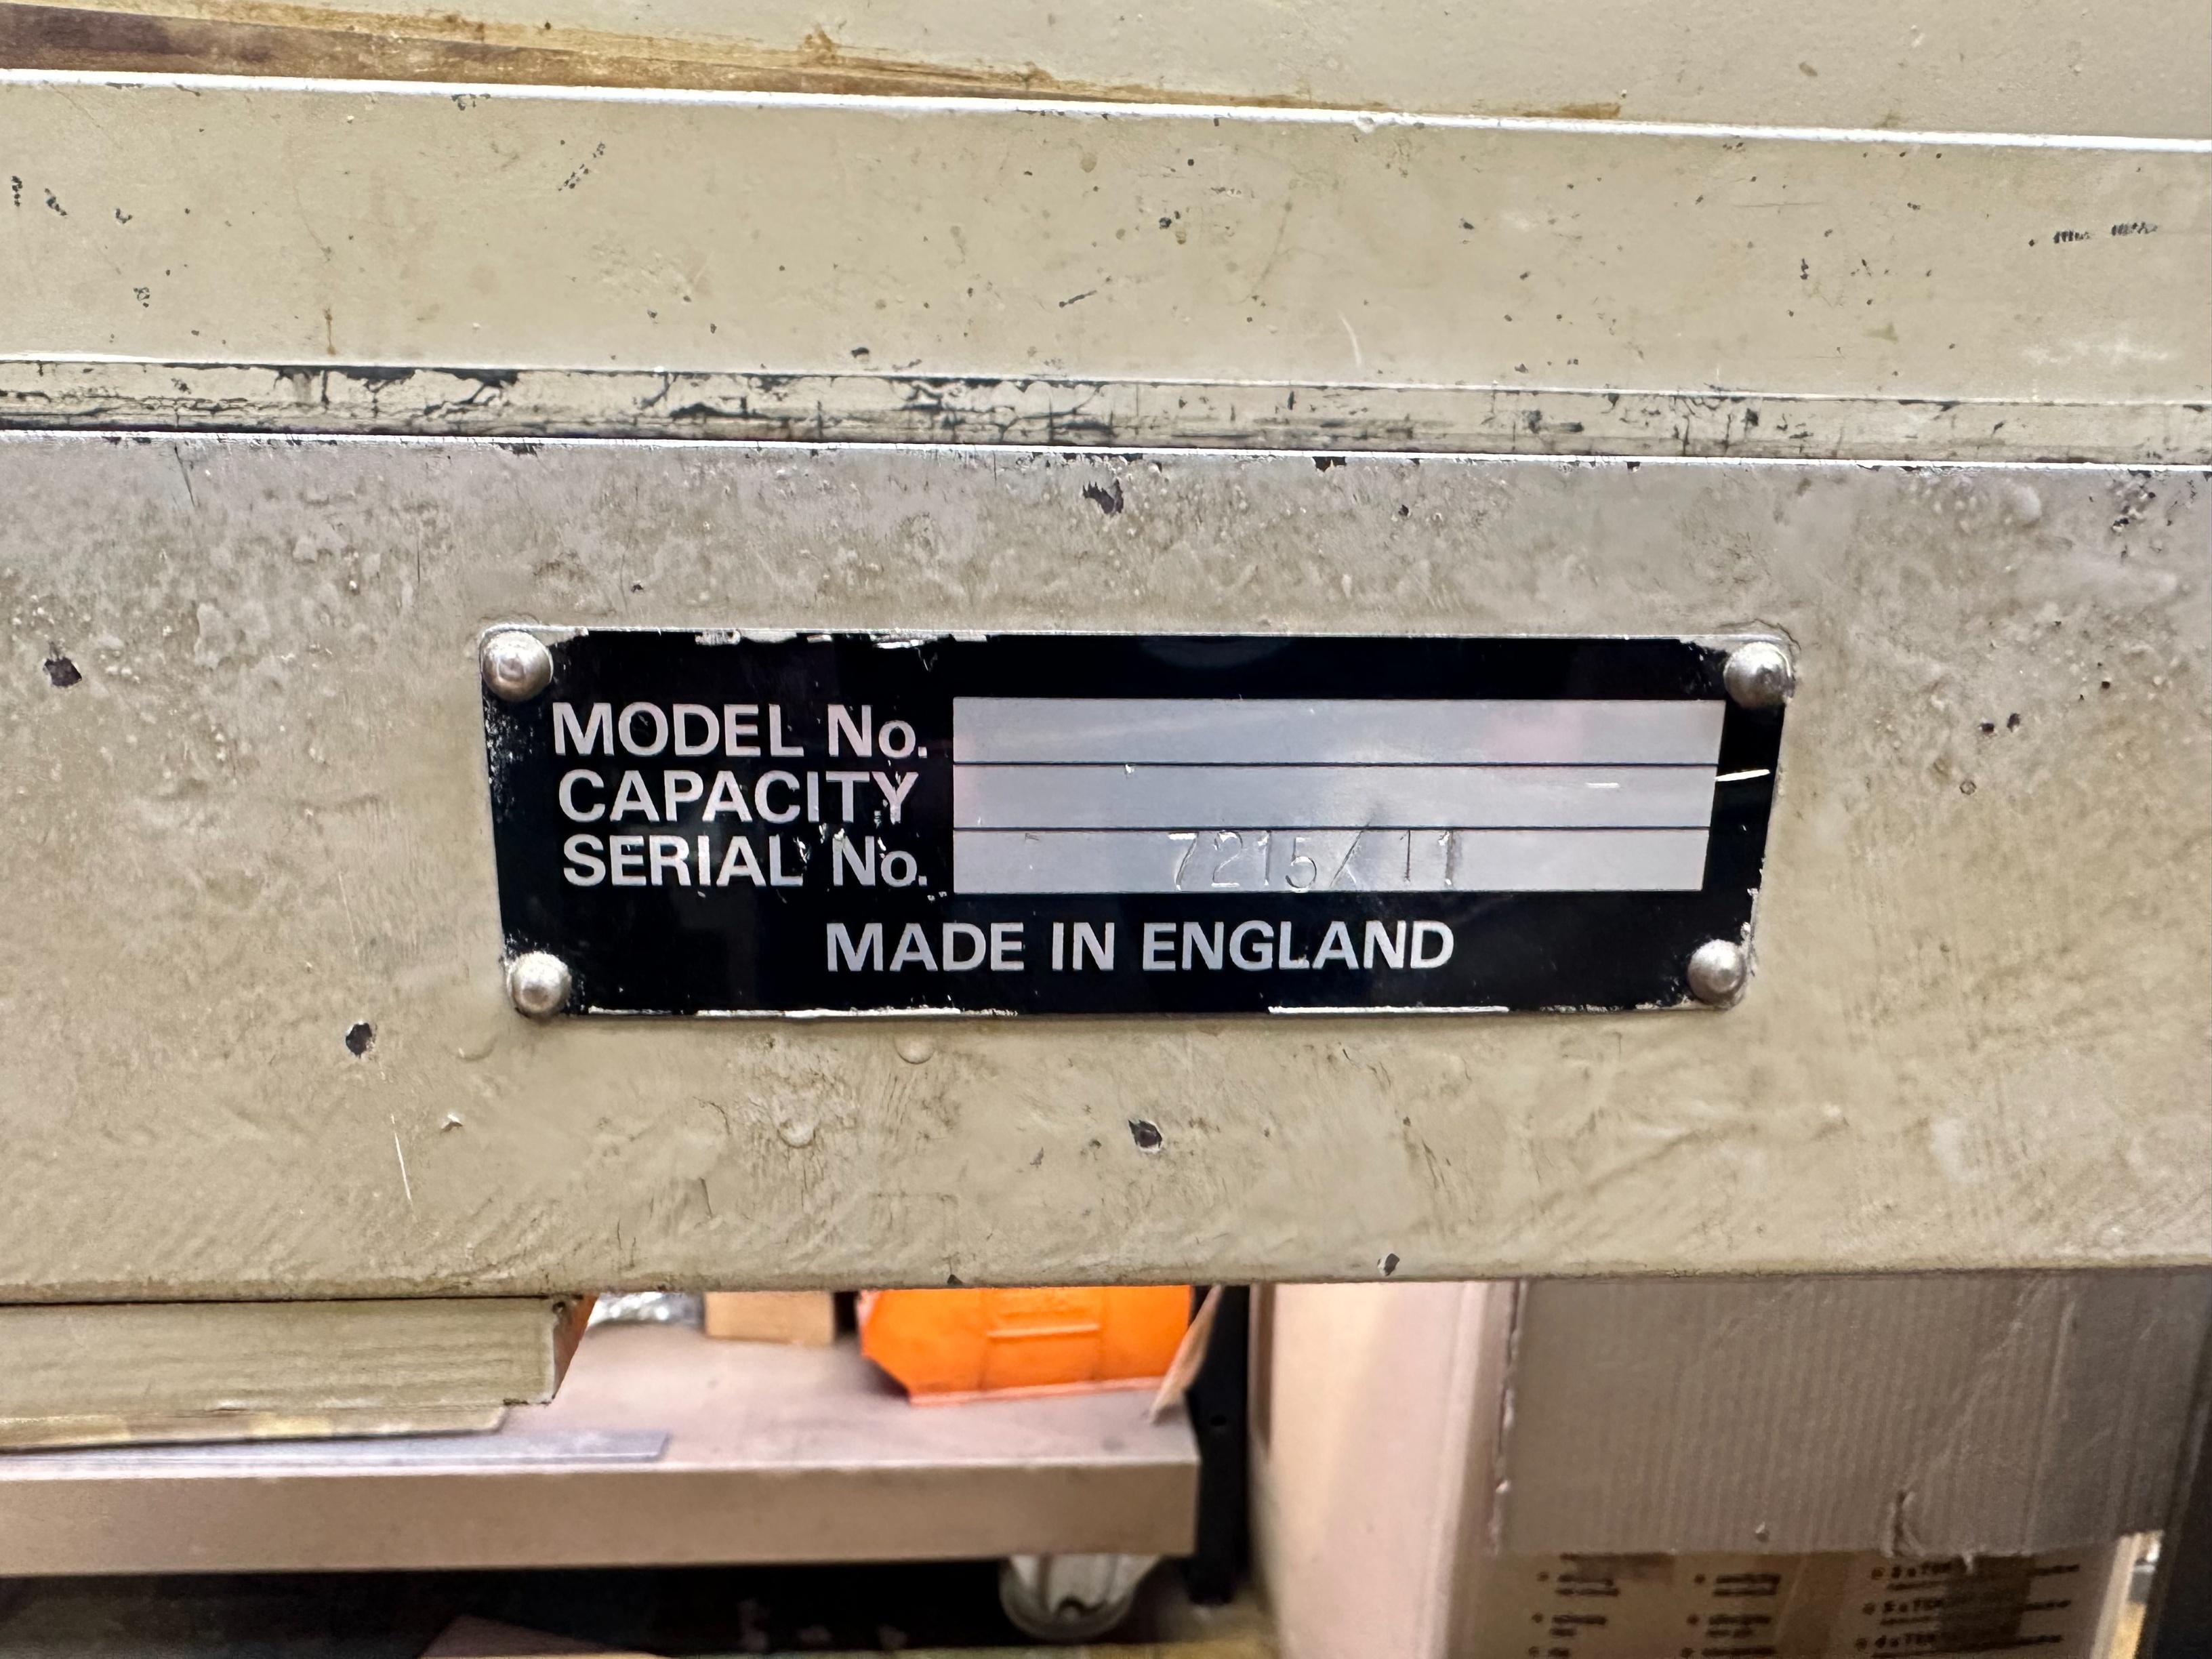 MODEL No.
CAPACITY
SERIAL No. 7215/11
MADE IN ENGLAND